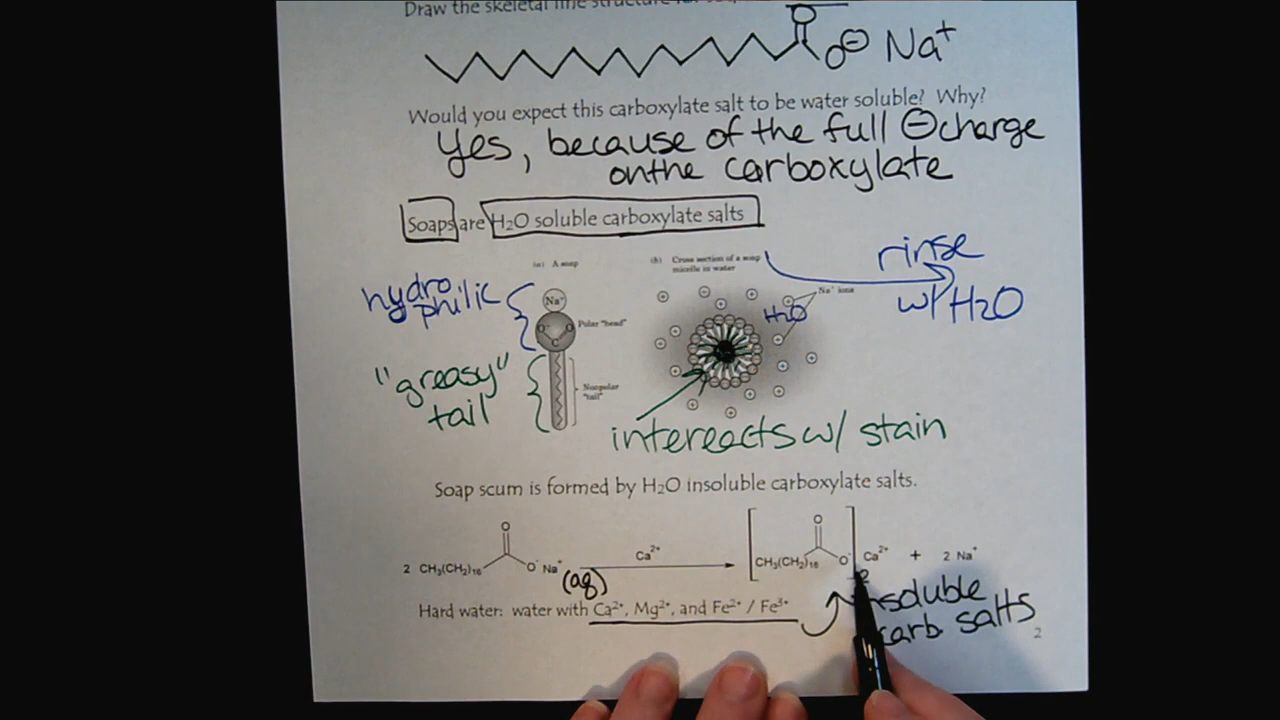 Draw the skeletal line structure for
O O⊖ Na⁺
Would you expect this carboxylate salt to be water soluble? Why?
Yes, because of the full ⊖ charge
on the carboxylate
Soaps are H₂O soluble carboxylate salts
(a) A soap
(b) Cross section of a soap
micelle in water
rinse
w/ H₂O
hydro
philic
Na⁺
Na⁺ ions
H₂O
Polar "head"
O⁻ C O
"greasy"
tail
Nonpolar
"tail"
intereacts w/ stain
Soap scum is formed by H₂O insoluble carboxylate salts.
2 CH₃(CH₂)₁₆ O O⁻ Na⁺ (aq) Ca²⁺ [CH₃(CH₂)₁₆ O O⁻]₂ Ca²⁺ + 2 Na⁺
Hard water: water with Ca²⁺, Mg²⁺, and Fe²⁺ / Fe³⁺
insoluble
carb. salts
2